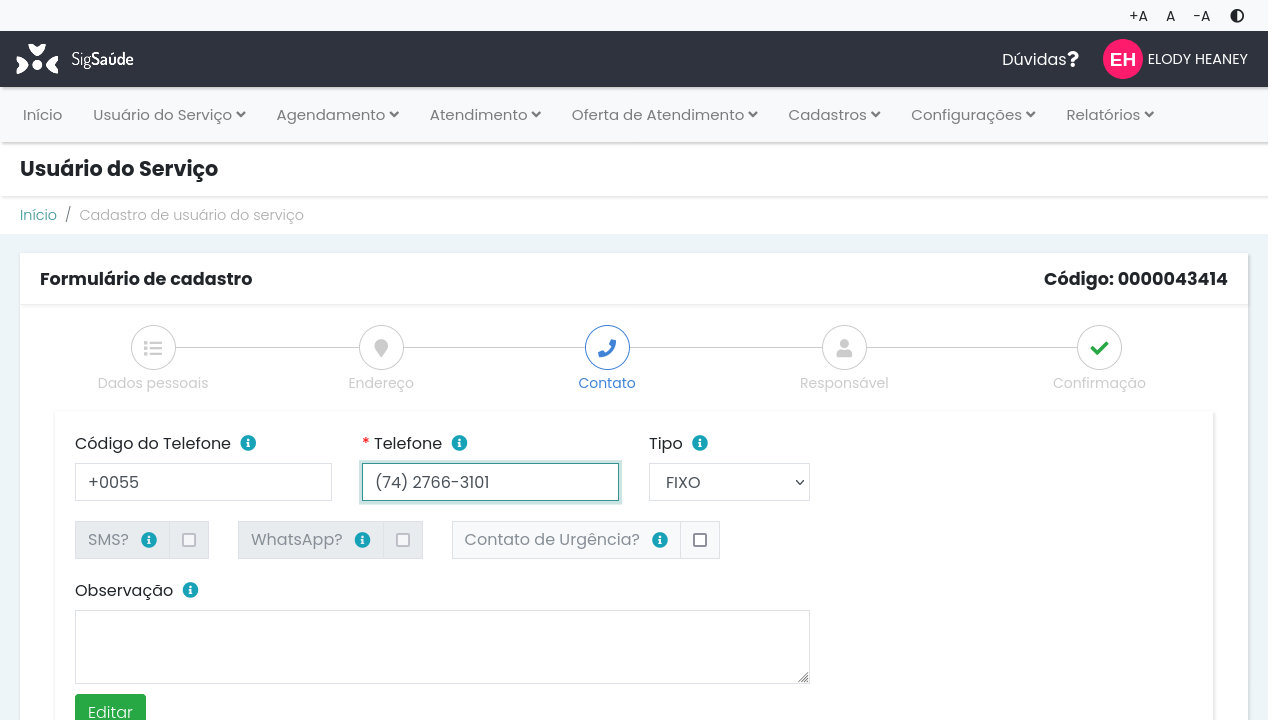 +A A -A
SigSaúde Dúvidas? EH ELODY HEANEY
Início Usuário do Serviço Agendamento Atendimento Oferta de Atendimento Cadastros Configurações Relatórios
Usuário do Serviço
Início / Cadastro de usuário do serviço
Formulário de cadastro Código: 0000043414
Dados pessoais Endereço Contato Responsável Confirmação
Código do Telefone * Telefone Tipo
+0055 (74) 2766-3101 FIXO
SMS? WhatsApp? Contato de Urgência?
Observação
Editar